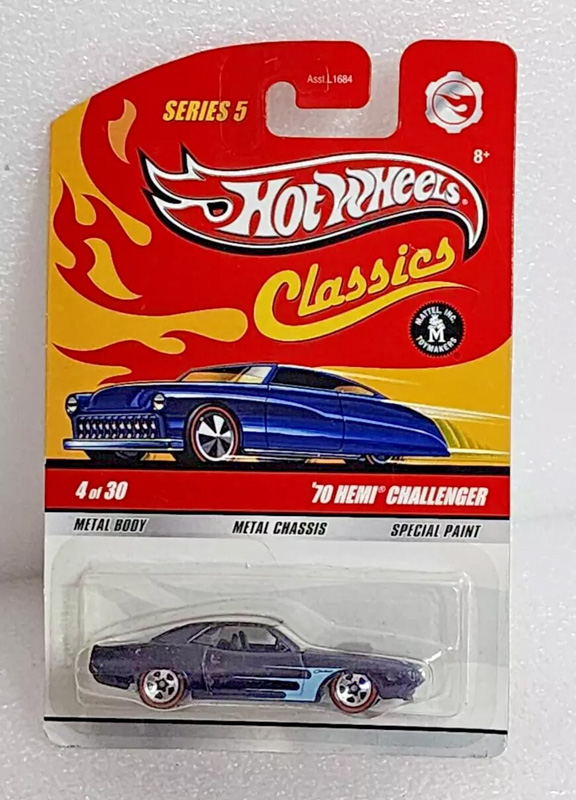 Asst.L1684
SERIES 5
8+
Hot Wheels®
Classics
MATTEL, INC.
M
TOYMAKERS
4 of 30
'70 HEMI® CHALLENGER
METAL BODY METAL CHASSIS SPECIAL PAINT